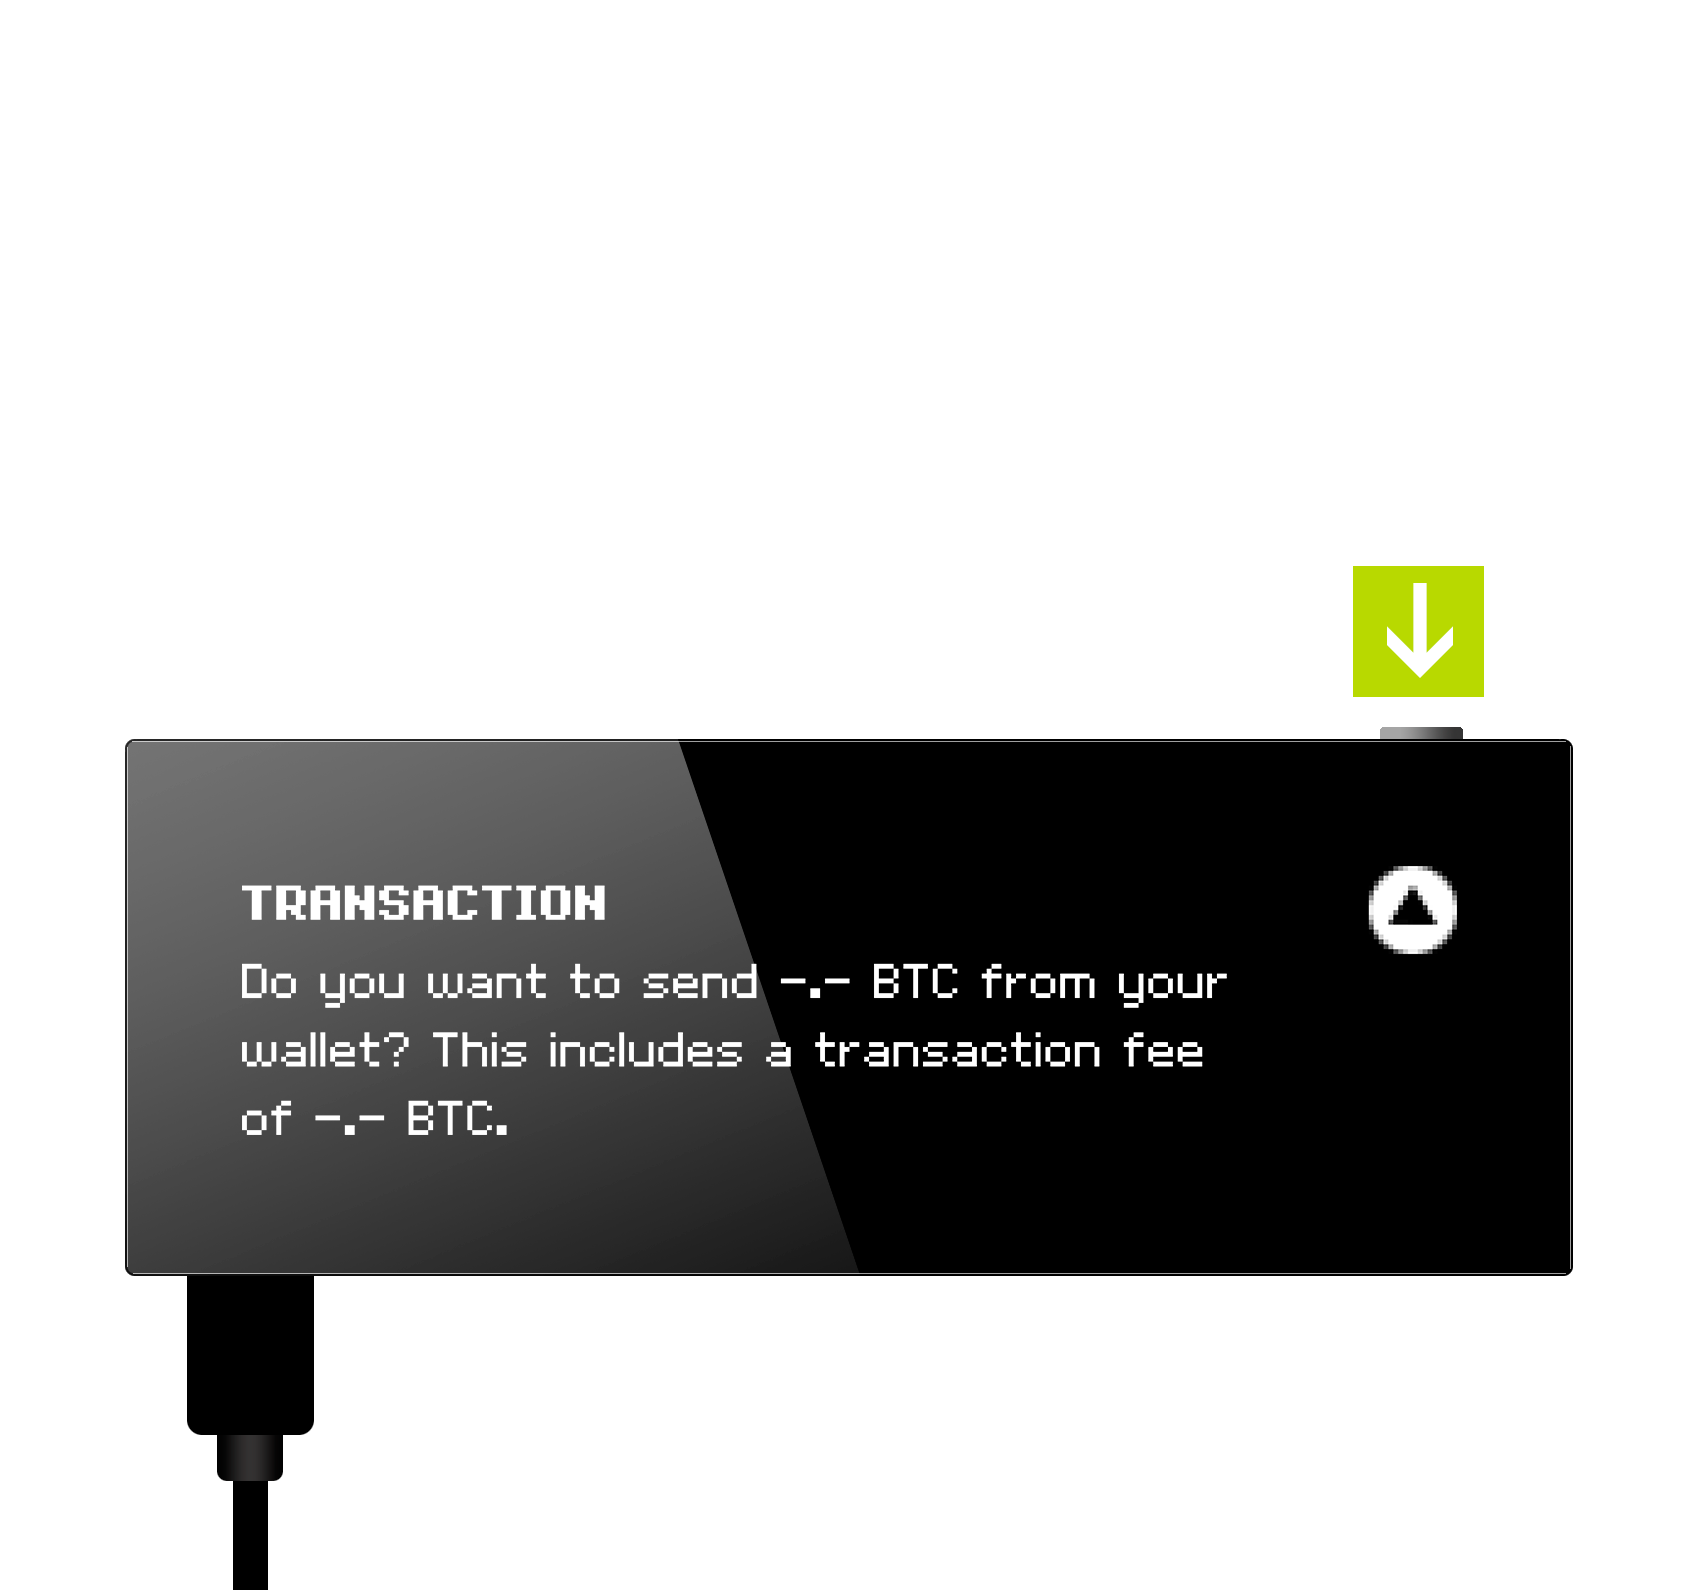 TRANSACTION
Do you want to send -.- BTC from your
wallet? This includes a transaction fee
of -.- BTC.